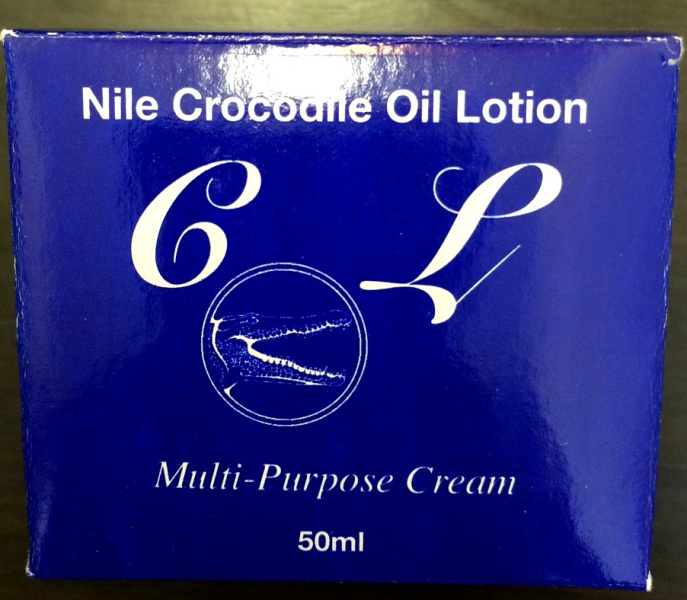 Nile Crocodile Oil Lotion
C L
Multi-Purpose Cream
50ml